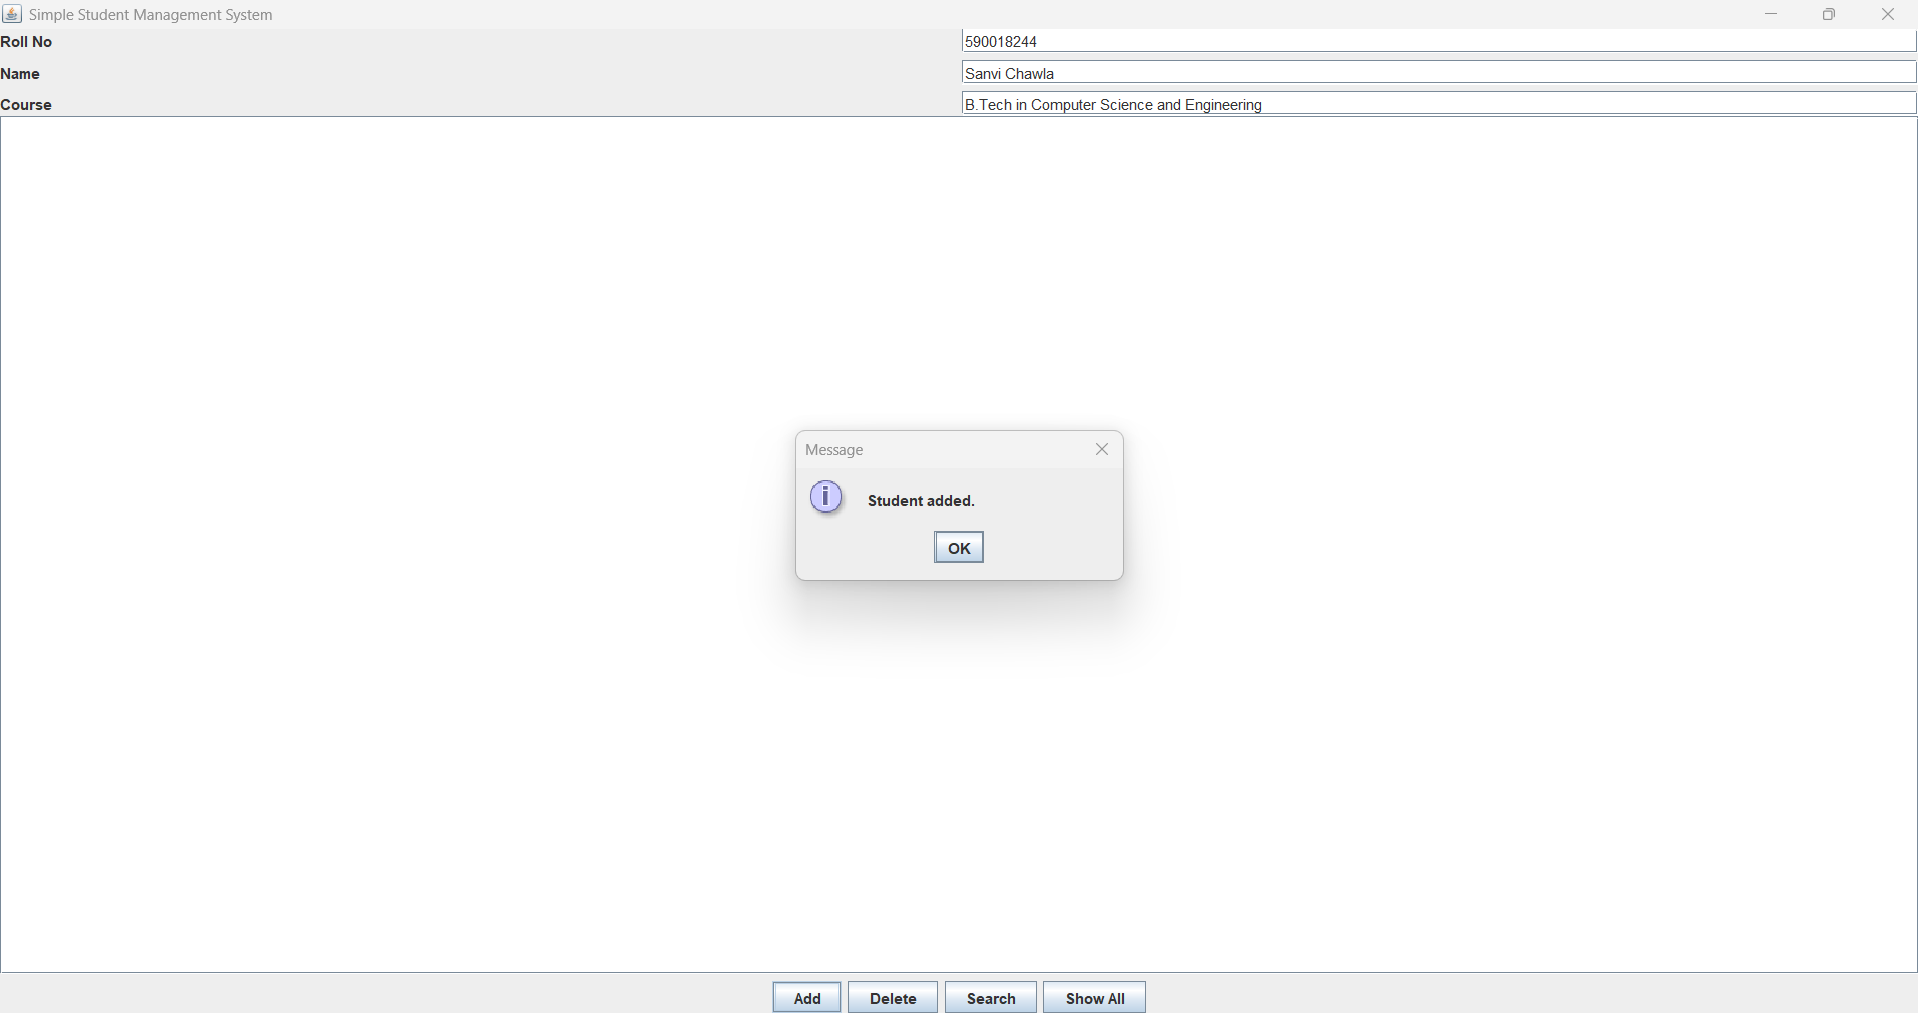 Simple Student Management System
Roll No 590018244
Name Sanvi Chawla
Course B.Tech in Computer Science and Engineering
Message
i Student added.
OK
Add Delete Search Show All